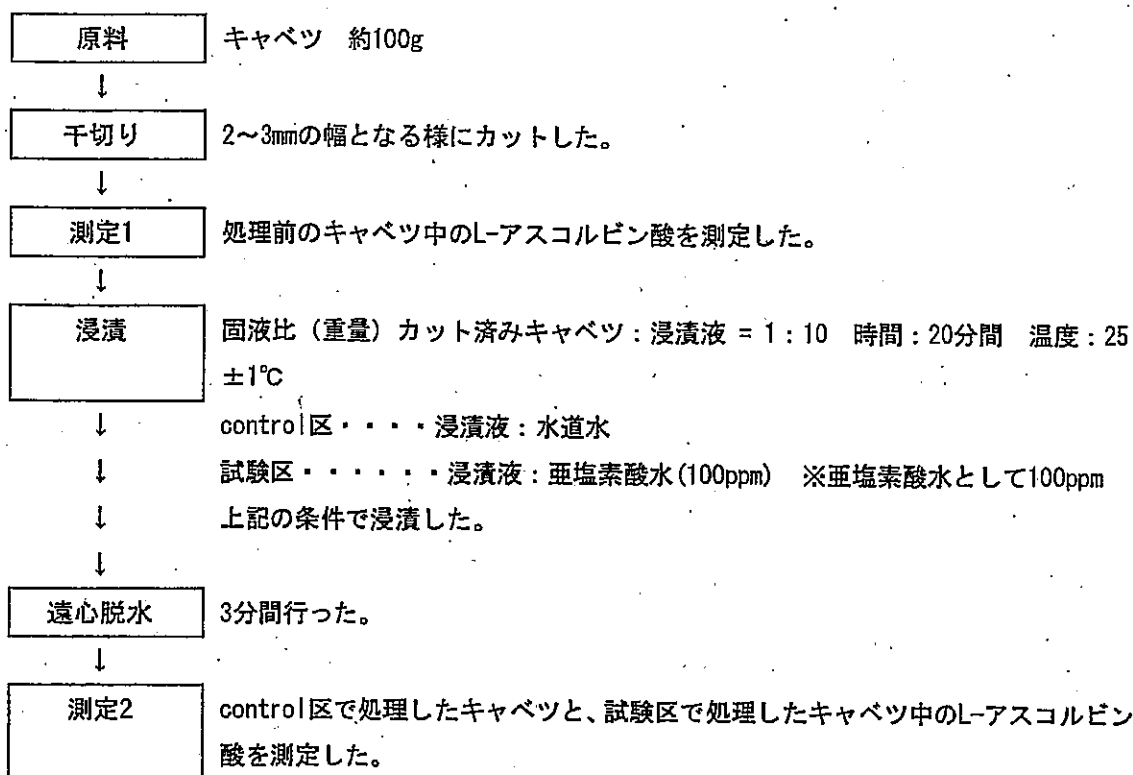 原料 キャベツ 約100g
↓
千切り 2～3mmの幅となる様にカットした。
↓
測定1 処理前のキャベツ中のL-アスコルビン酸を測定した。
↓
浸漬 固液比（重量）カット済みキャベツ：浸漬液 = 1：10 時間：20分間 温度：25
±1℃
↓ control区・・・・浸漬液：水道水
↓ 試験区・・・・・・浸漬液：亜塩素酸水(100ppm) ※亜塩素酸水として100ppm
↓ 上記の条件で浸漬した。
↓
遠心脱水 3分間行った。
↓
測定2 control区で処理したキャベツと、試験区で処理したキャベツ中のL-アスコルビン
酸を測定した。